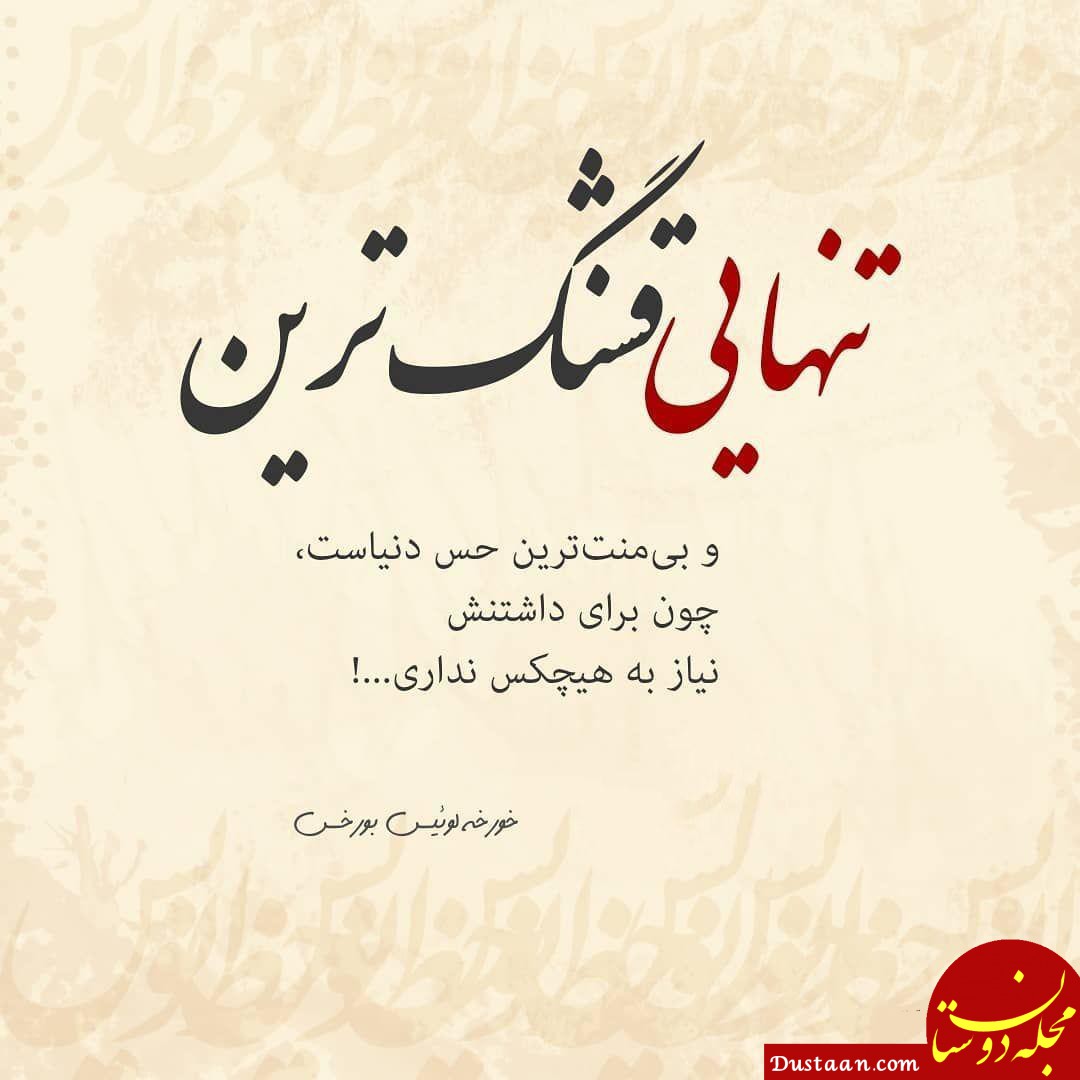 تنهایی قشنگ‌ترین
و بی‌منت‌ترین حس دنیاست،
چون برای داشتنش
نیاز به هیچکس نداری...!
خورخه لوئیس بورخس
مجله دوستان
Dustaan.com